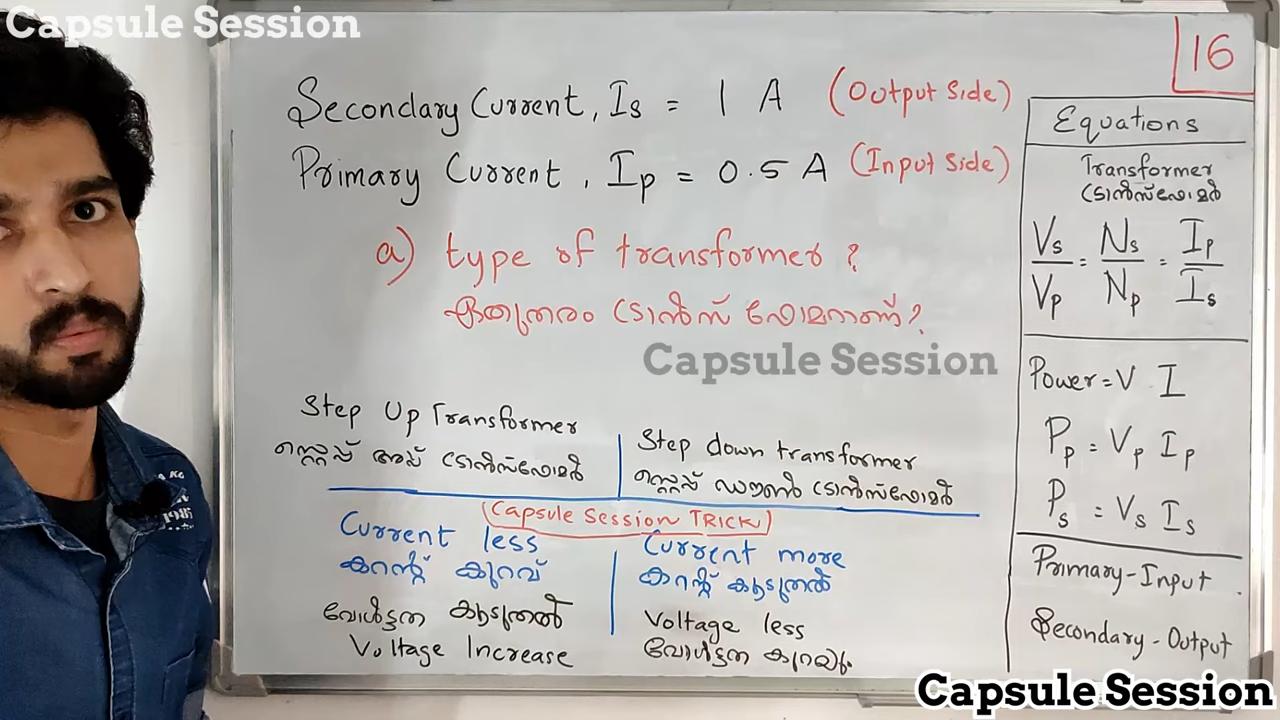 Capsule Session
16
Secondary Current, Is = 1 A (Output Side)
Primary Current, Ip = 0.5 A (Input Side)
a) type of transformer ?
ഏതുതരം ട്രാൻസ് ഫോമറാണ് ?
Capsule Session
Step Up Transformer
സ്റ്റെപ്പ് അപ്പ് ട്രാൻസ്ഫോമർ
Step down transformer
സ്റ്റെപ്പ് ഡൗൺ ട്രാൻസ്ഫോമർ
(Capsule Session TRICK)
Current less
കറന്റ് കുറവ്
വോൾട്ടത കൂടുതൽ
Voltage Increase
Current more
കറന്റ് കൂടുതൽ
Voltage less
വോൾട്ടത കുറയും
Equations
Transformer
ട്രാൻസ്ഫോമർ
Vs/Vp = Ns/Np = Ip/Is
Power = V I
Pp = Vp Ip
Ps = Vs Is
Primary - Input
Secondary - Output
Capsule Session